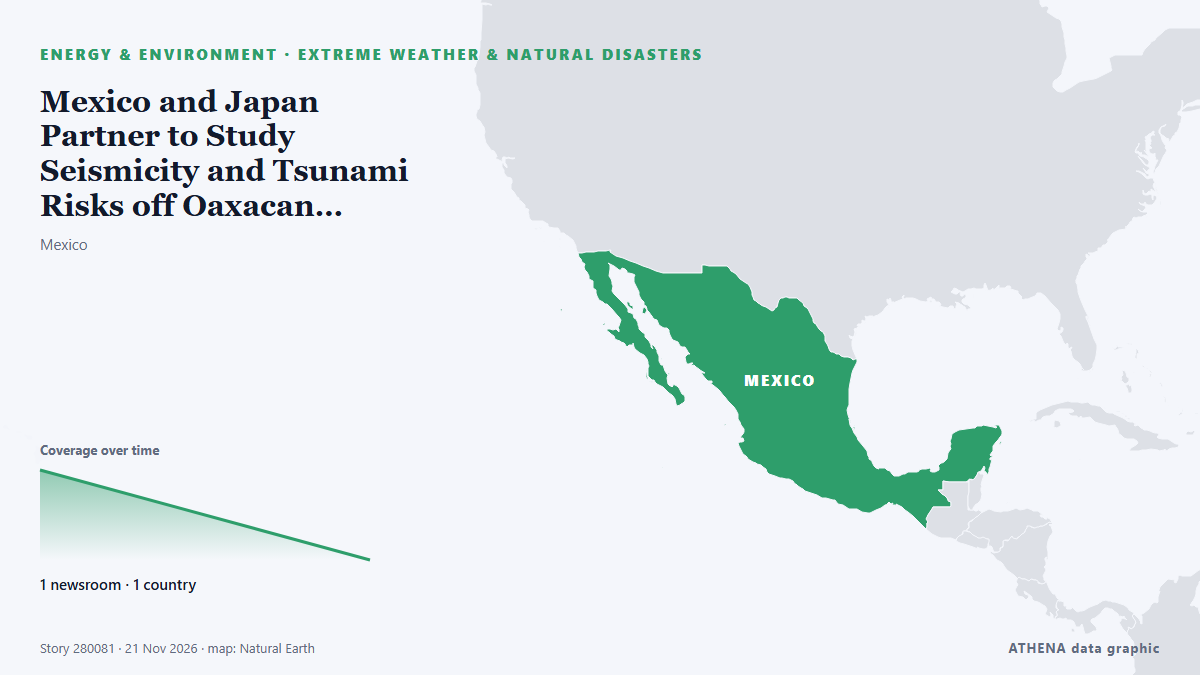 ENERGY & ENVIRONMENT · EXTREME WEATHER & NATURAL DISASTERS
Mexico and Japan
Partner to Study
Seismicity and Tsunami
Risks off Oaxacan...
Mexico
MEXICO
Coverage over time
1 newsroom · 1 country
Story 280081 · 21 Nov 2026 · map: Natural Earth
ATHENA data graphic